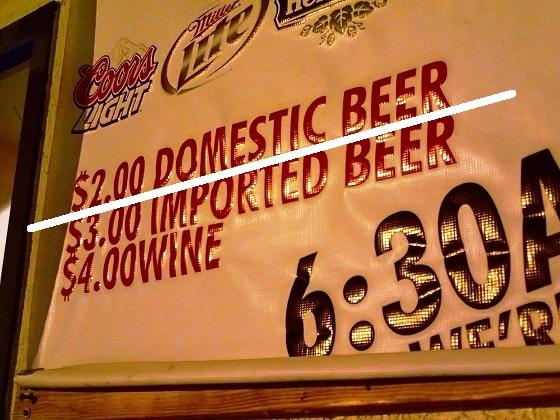 Coors LIGHT
Miller Lite
$2.00 DOMESTIC BEER
$3.00 IMPORTED BEER
$4.00WINE
6:30A
WE'R